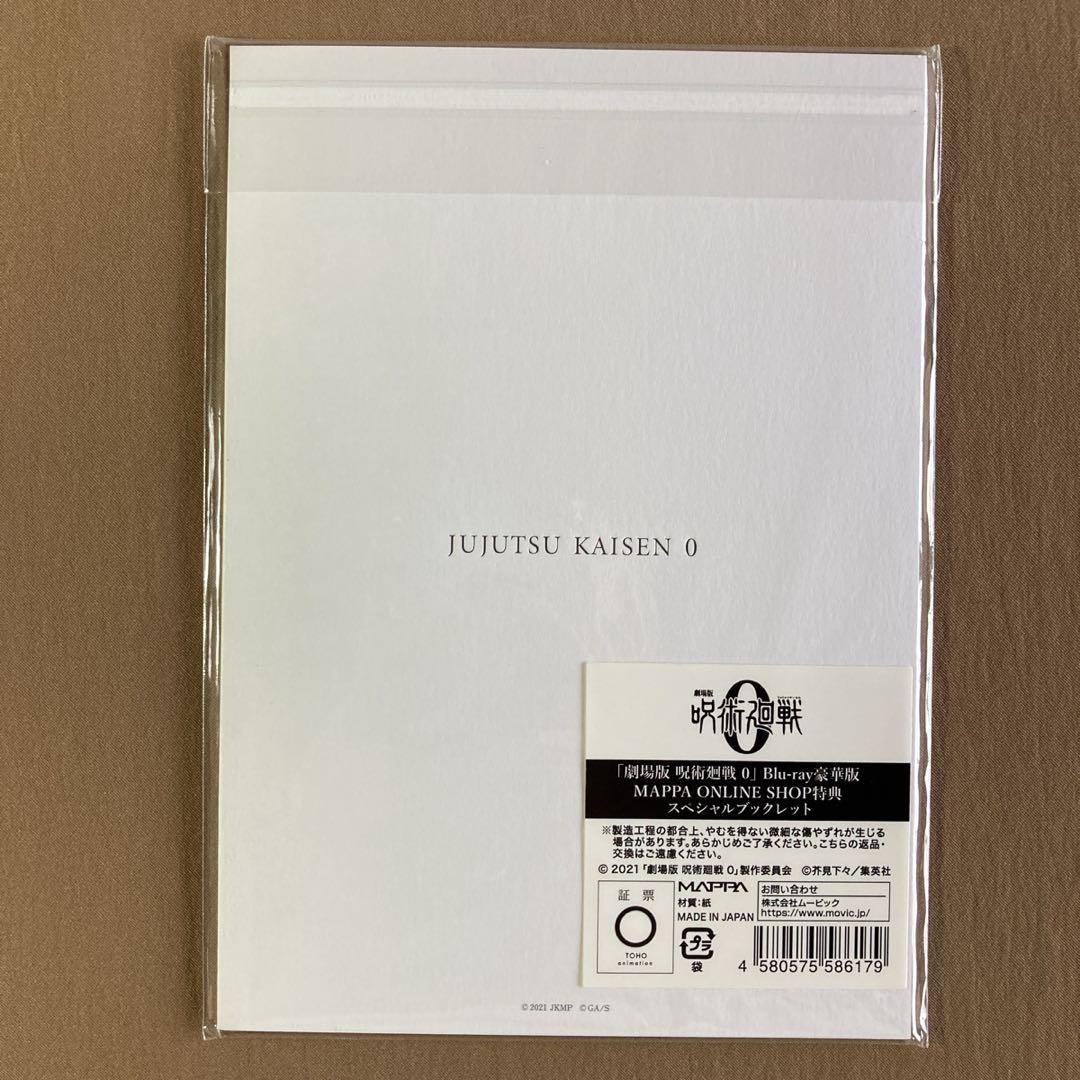 JUJUTSU KAISEN 0
劇場版
呪術廻戦
0
「劇場版 呪術廻戦 0」Blu-ray豪華版
MAPPA ONLINE SHOP特典
スペシャルブックレット
※製造工程の都合上、やむを得ない微細な傷やずれが生じる
場合があります。あらかじめご了承ください。こちらの返品・
交換はご遠慮ください。
© 2021「劇場版 呪術廻戦 0」製作委員会 ©芥見下々/集英社
証 票
TOHO
animation
MAPPA
材質:紙
MADE IN JAPAN
お問い合わせ
株式会社ムービック
https://www.movic.jp/
プラ
袋
4 580575 586179
©2021 JKMP ©GA/S